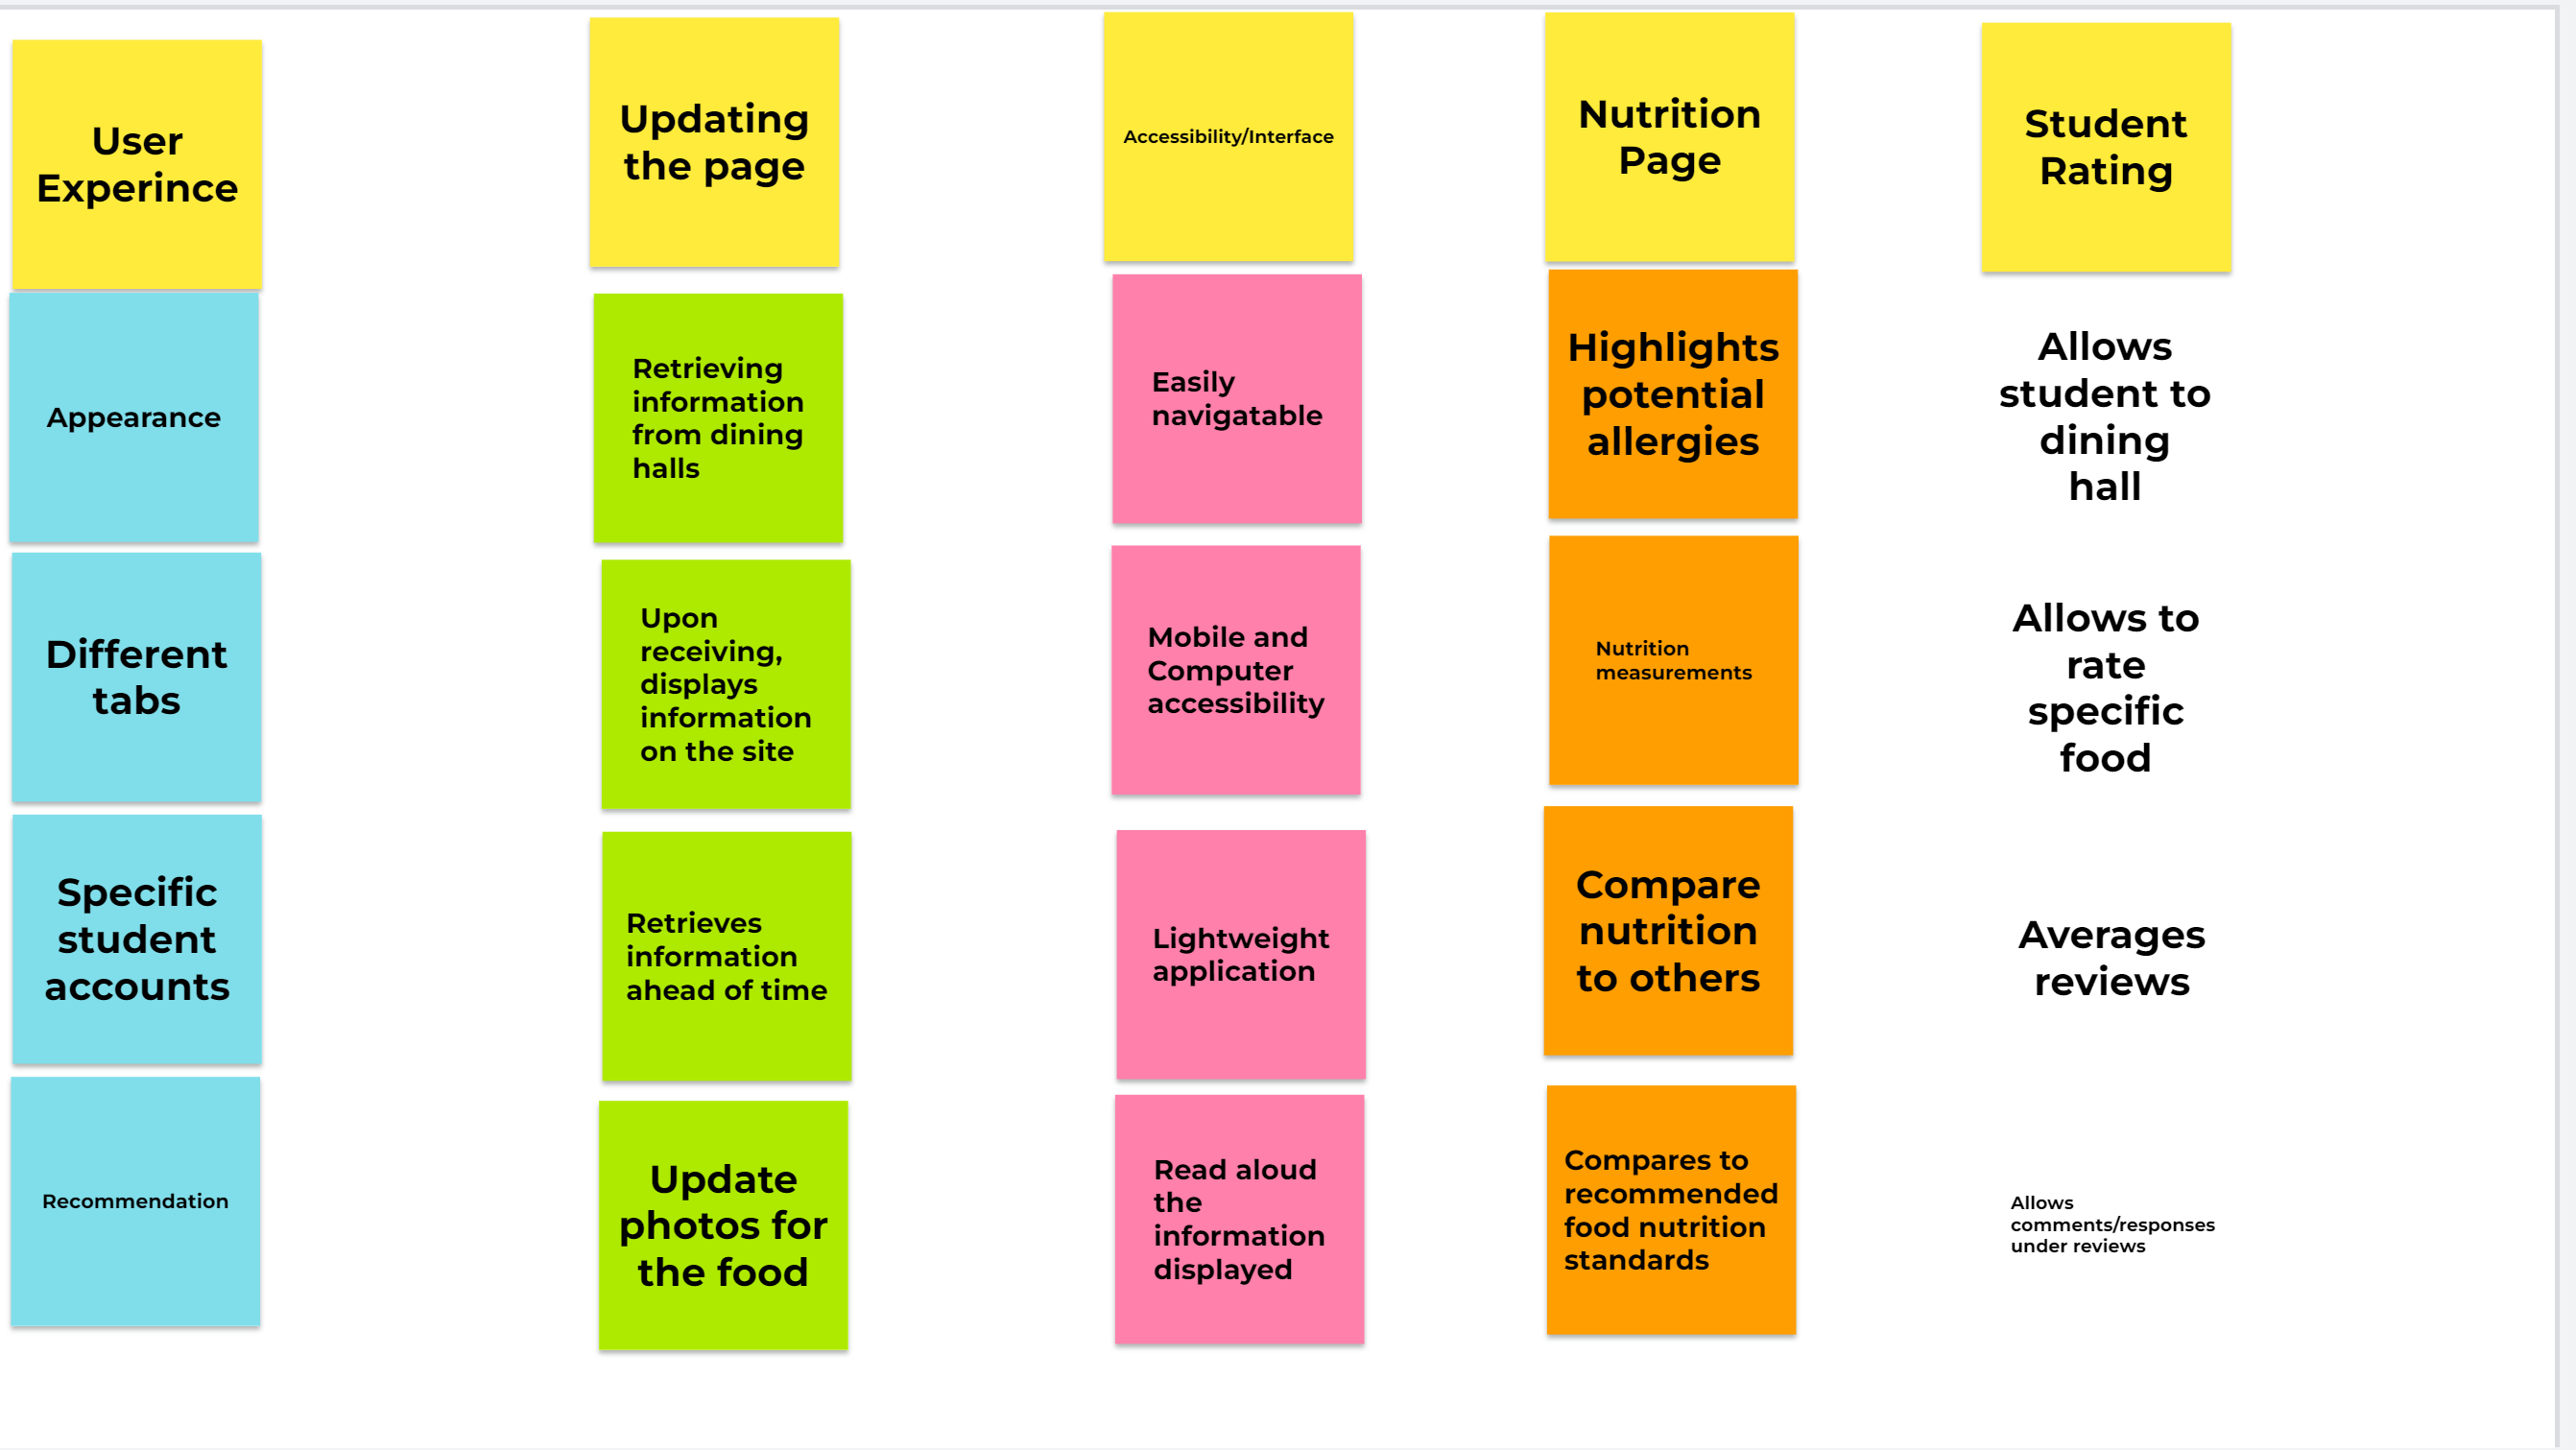 User
Experince
Appearance
Different
tabs
Specific
student
accounts
Recommendation
Updating
the page
Retrieving
information
from dining
halls
Upon
receiving,
displays
information
on the site
Retrieves
information
ahead of time
Update
photos for
the food
Accessibility/Interface
Easily
navigatable
Mobile and
Computer
accessibility
Lightweight
application
Read aloud
the
information
displayed
Nutrition
Page
Highlights
potential
allergies
Nutrition
measurements
Compare
nutrition
to others
Compares to
recommended
food nutrition
standards
Student
Rating
Allows
student to
dining
hall
Allows to
rate
specific
food
Averages
reviews
Allows
comments/responses
under reviews